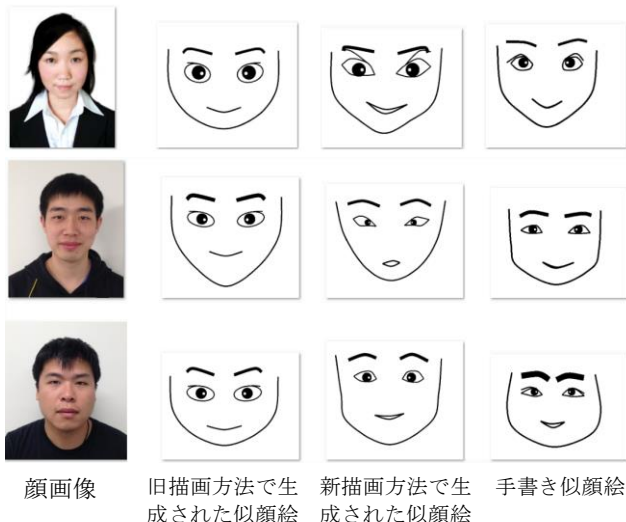 顔画像
旧描画方法で生
成された似顔絵
新描画方法で生
成された似顔絵
手書き似顔絵